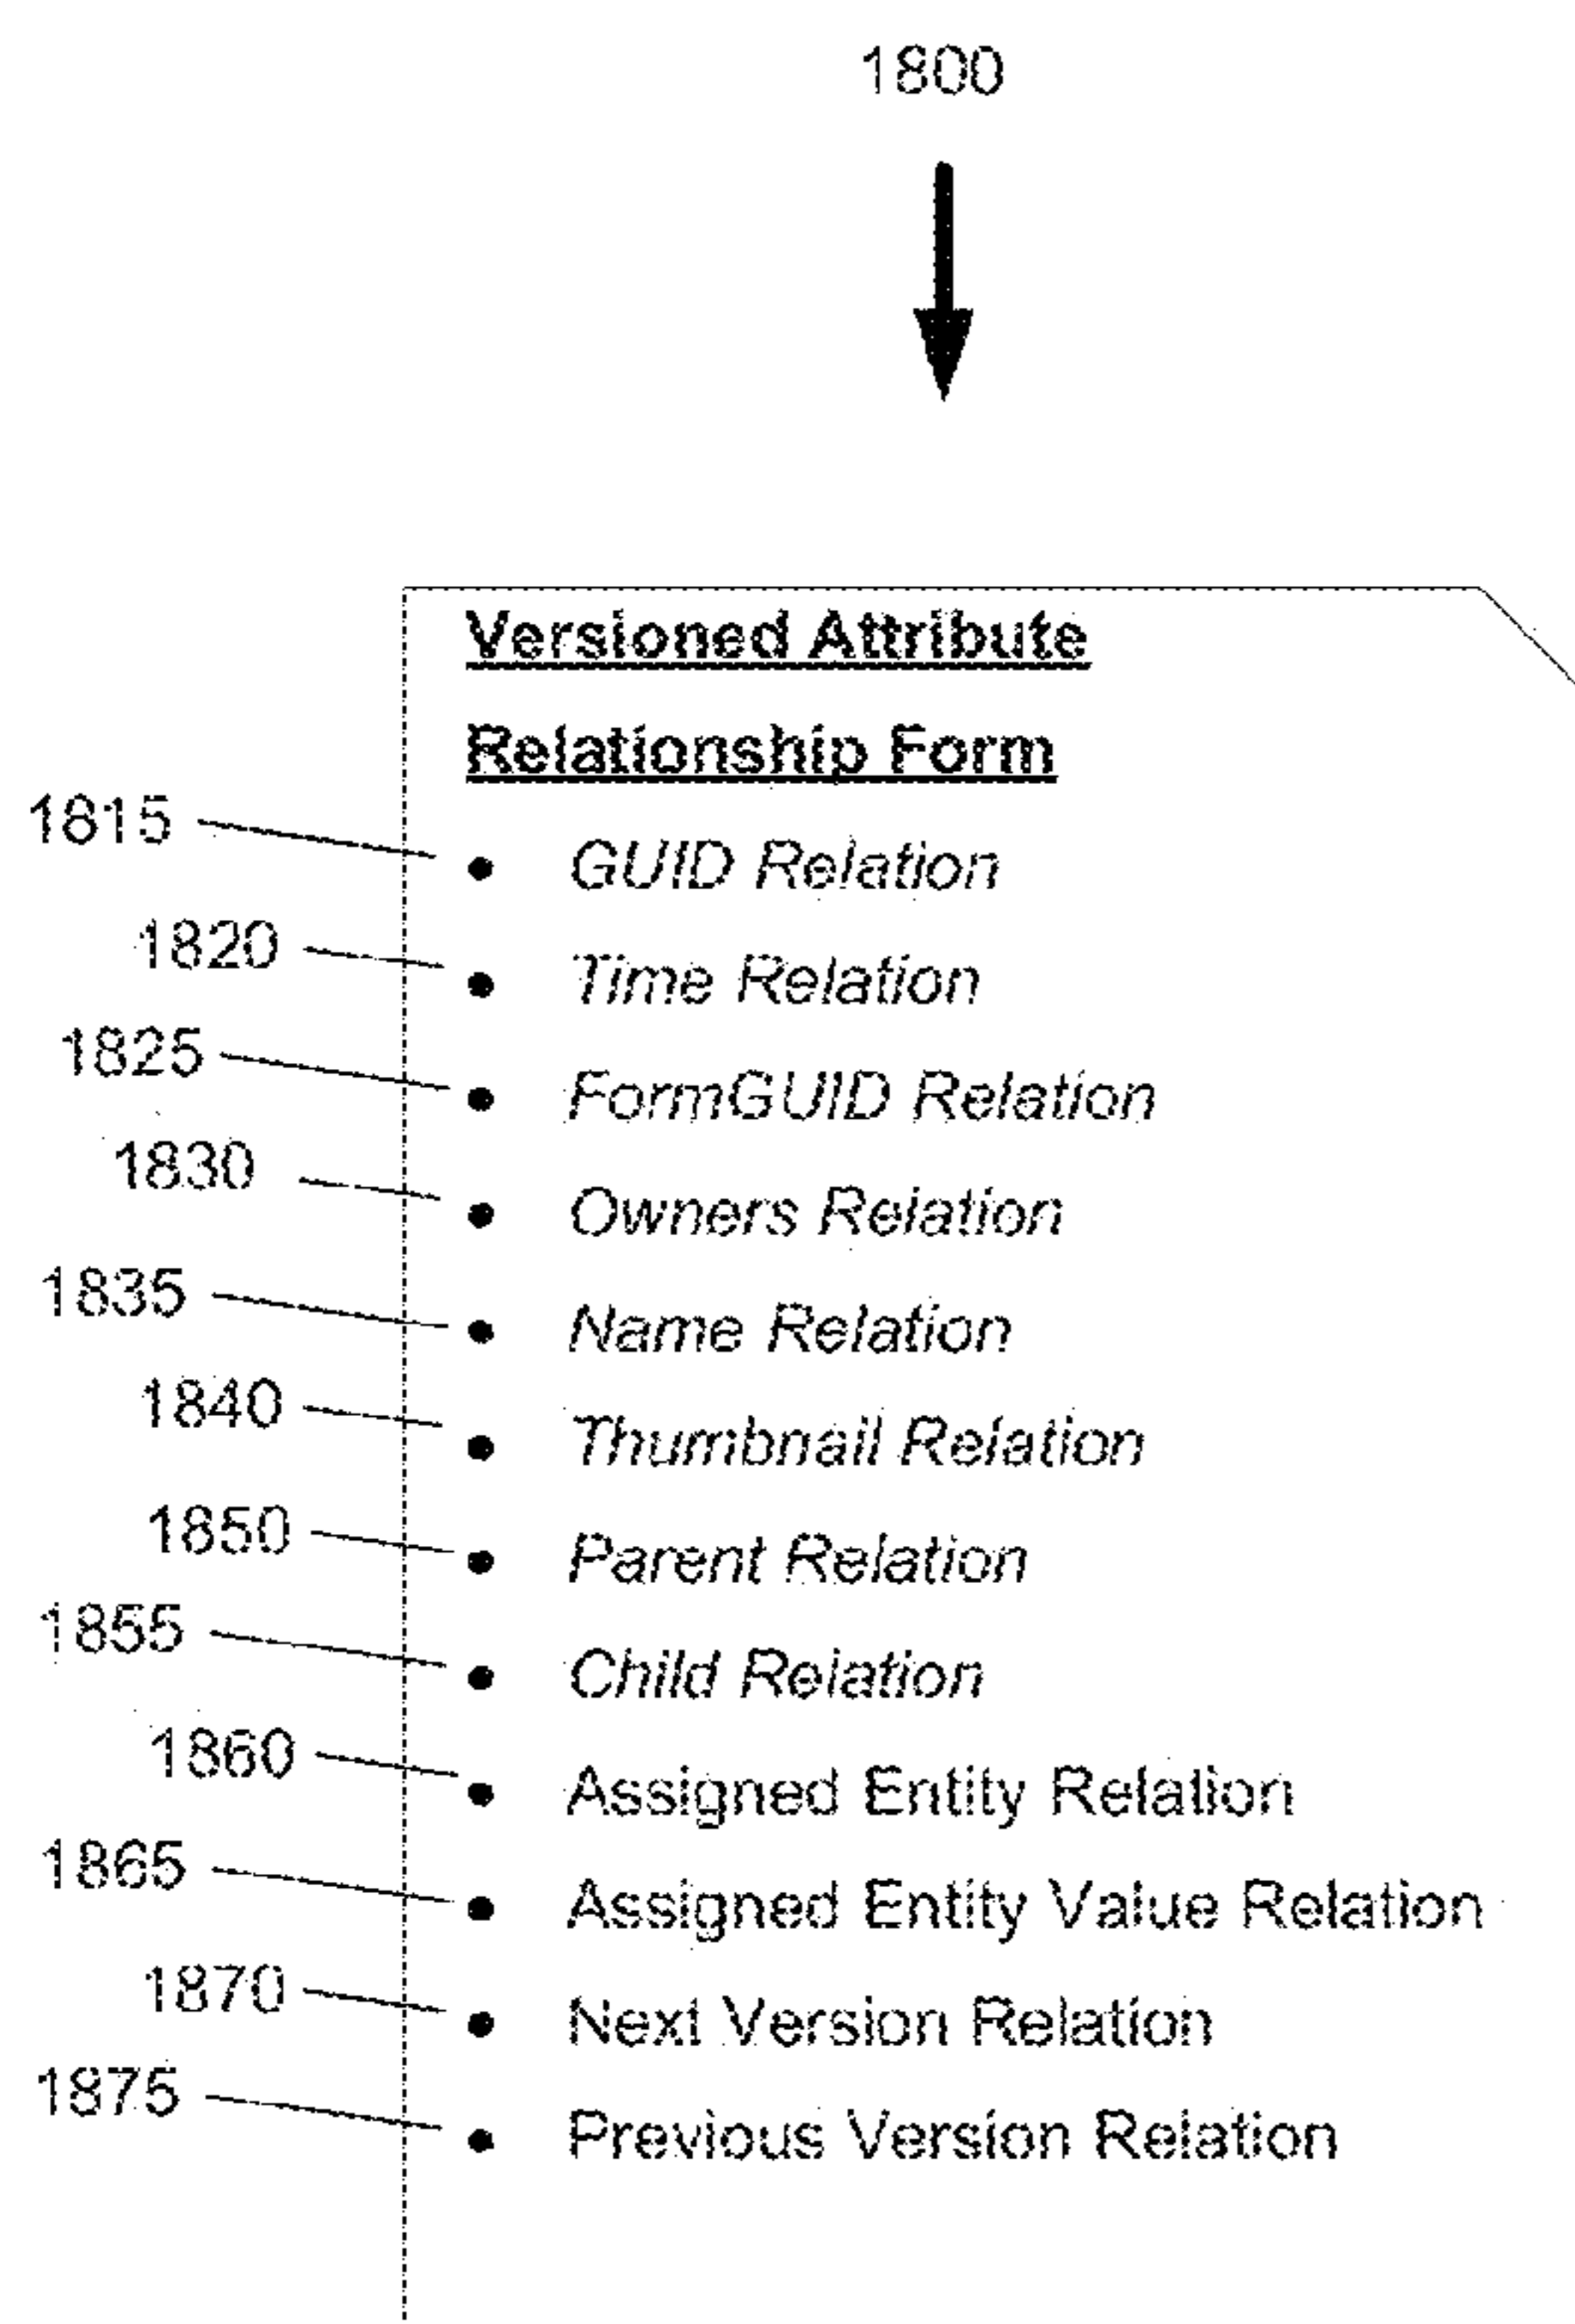 1800
Versioned Attribute
Relationship Form
1815 • GUID Relation
1820 • Time Relation
1825 • FormGUID Relation
1830 • Owners Relation
1835 • Name Relation
1840 • Thumbnail Relation
1850 • Parent Relation
1855 • Child Relation
1860 • Assigned Entity Relation
1865 • Assigned Entity Value Relation
1870 • Next Version Relation
1875 • Previous Version Relation